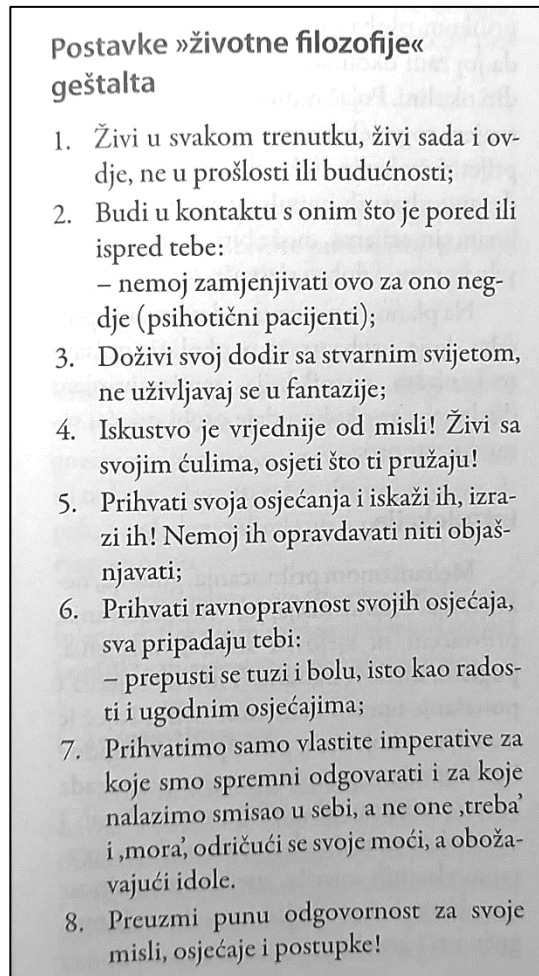 Postavke »životne filozofije«
geštalta
1. Živi u svakom trenutku, živi sada i ov-
dje, ne u prošlosti ili budućnosti;
2. Budi u kontaktu s onim što je pored ili
ispred tebe:
– nemoj zamjenjivati ovo za ono neg-
dje (psihotični pacijenti);
3. Doživi svoj dodir sa stvarnim svijetom,
ne uživljavaj se u fantazije;
4. Iskustvo je vrjednije od misli! Živi sa
svojim ćulima, osjeti što ti pružaju!
5. Prihvati svoja osjećanja i iskaži ih, izra-
zi ih! Nemoj ih opravdavati niti objaš-
njavati;
6. Prihvati ravnopravnost svojih osjećaja,
sva pripadaju tebi:
– prepusti se tuzi i bolu, isto kao rados-
ti i ugodnim osjećajima;
7. Prihvatimo samo vlastite imperative za
koje smo spremni odgovarati i za koje
nalazimo smisao u sebi, a ne one ‚treba’
i ‚mora’, odričući se svoje moći, a oboža-
vajući idole.
8. Preuzmi punu odgovornost za svoje
misli, osjećaje i postupke!